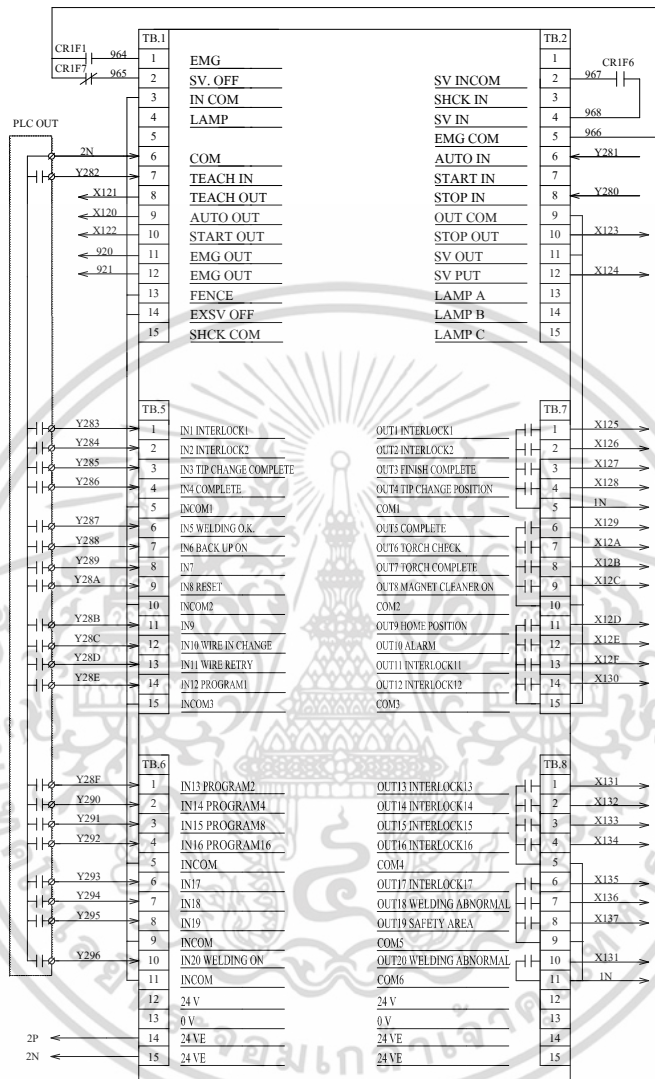 TB.1
TB.2
CR1F1 964 1 EMG 1 CR1F6
CR1F7 965 2 SV. OFF SV INCOM 2 967
3 IN COM SHCK IN 3
PLC OUT 4 LAMP SV IN 4 968
5 EMG COM 5 966
2N 6 COM AUTO IN 6 Y281
Y282 7 TEACH IN START IN 7
X121 8 TEACH OUT STOP IN 8 Y280
X120 9 AUTO OUT OUT COM 9
X122 10 START OUT STOP OUT 10 X123
920 11 EMG OUT SV OUT 11
921 12 EMG OUT SV PUT 12 X124
13 FENCE LAMP A 13
14 EXSV OFF LAMP B 14
15 SHCK COM LAMP C 15
TB.5 TB.7
Y283 1 IN1 INTERLOCK1 OUT1 INTERLOCK1 1 X125
Y284 2 IN2 INTERLOCK2 OUT2 INTERLOCK2 2 X126
Y285 3 IN3 TIP CHANGE COMPLETE OUT3 FINISH COMPLETE 3 X127
Y286 4 IN4 COMPLETE OUT4 TIP CHANGE POSITION 4 X128
5 INCOM1 COM1 5 1N
Y287 6 IN5 WELDING O.K. OUT5 COMPLETE 6 X129
Y288 7 IN6 BACK UP ON OUT6 TORCH CHECK 7 X12A
Y289 8 IN7 OUT7 TORCH COMPLETE 8 X12B
Y28A 9 IN8 RESET OUT8 MAGNET CLEANER ON 9 X12C
10 INCOM2 COM2 10
Y28B 11 IN9 OUT9 HOME POSITION 11 X12D
Y28C 12 IN10 WIRE IN CHANGE OUT10 ALARM 12 X12E
Y28D 13 IN11 WIRE RETRY OUT11 INTERLOCK11 13 X12F
Y28E 14 IN12 PROGRAM1 OUT12 INTERLOCK12 14 X130
15 INCOM3 COM3 15
TB.6 TB.8
Y28F 1 IN13 PROGRAM2 OUT13 INTERLOCK13 1 X131
Y290 2 IN14 PROGRAM4 OUT14 INTERLOCK14 2 X132
Y291 3 IN15 PROGRAM8 OUT15 INTERLOCK15 3 X133
Y292 4 IN16 PROGRAM16 OUT16 INTERLOCK16 4 X134
5 INCOM COM4 5
Y293 6 IN17 OUT17 INTERLOCK17 6 X135
Y294 7 IN18 OUT18 WELDING ABNORMAL 7 X136
Y295 8 IN19 OUT19 SAFETY AREA 8 X137
9 INCOM COM5 9
Y296 10 IN20 WELDING ON OUT20 WELDING ABNORMAL 10 X131
11 INCOM COM6 11 1N
12 24 V 24 V 12
13 0 V 0 V 13
2P 14 24 VE 24 VE 14
2N 15 24 VE 24 VE 15